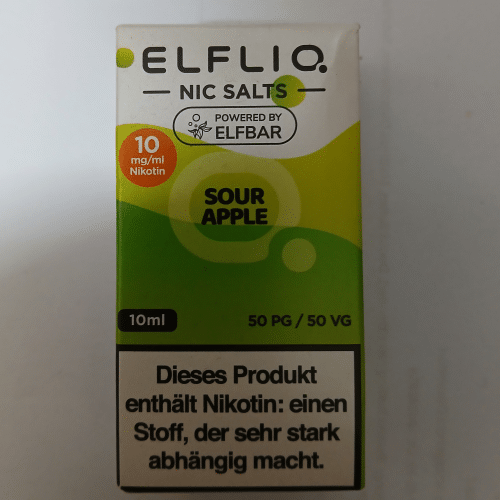 ELFLIQ.
NIC SALTS
POWERED BY
ELFBAR
10
mg/ml
Nikotin
SOUR
APPLE
10ml
50 PG / 50 VG
Dieses Produkt
enthält Nikotin: einen
Stoff, der sehr stark
abhängig macht.